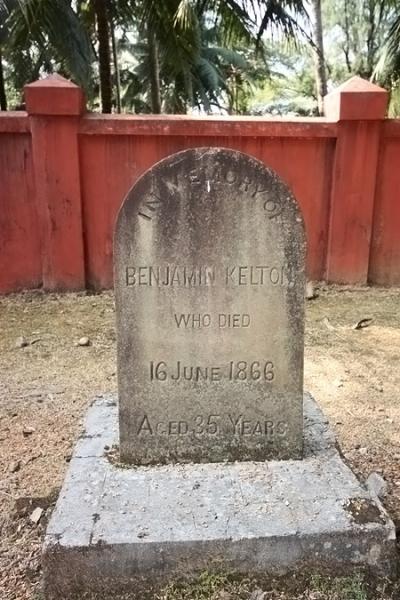 IN MEMORY OF
BENJAMIN KELTON
WHO DIED
16 JUNE 1866
AGED 35 YEARS